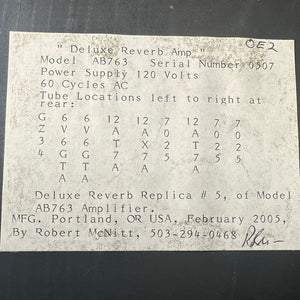 OE2
" Deluxe Reverb Amp "
Model AB763 Serial Number 0507
Power Supply 120 Volts
60 Cycles AC
Tube Locations left to right at
rear:
G 6 6 12 12 7 12 7 7
Z V V A A 0 A 0 0
3 6 6 T X 2 T 2 2
4 G G 7 7 5 7 5 5
T T
A A
Deluxe Reverb Replica # 5, of Model
AB763 Amplifier.
MFG. Portland, OR USA, February 2005,
By Robert McNitt, 503-294-0468